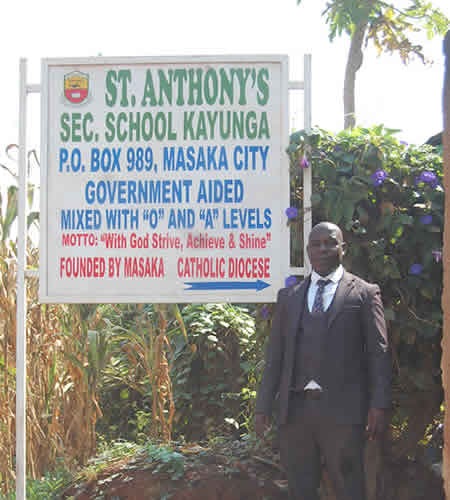 ST. ANTHONY'S
SEC. SCHOOL KAYUNGA
P.O. BOX 989, MASAKA CITY
GOVERNMENT AIDED
MIXED WITH "O" AND "A" LEVELS
MOTTO: "With God Strive, Achieve & Shine"
FOUNDED BY MASAKA CATHOLIC DIOCESE